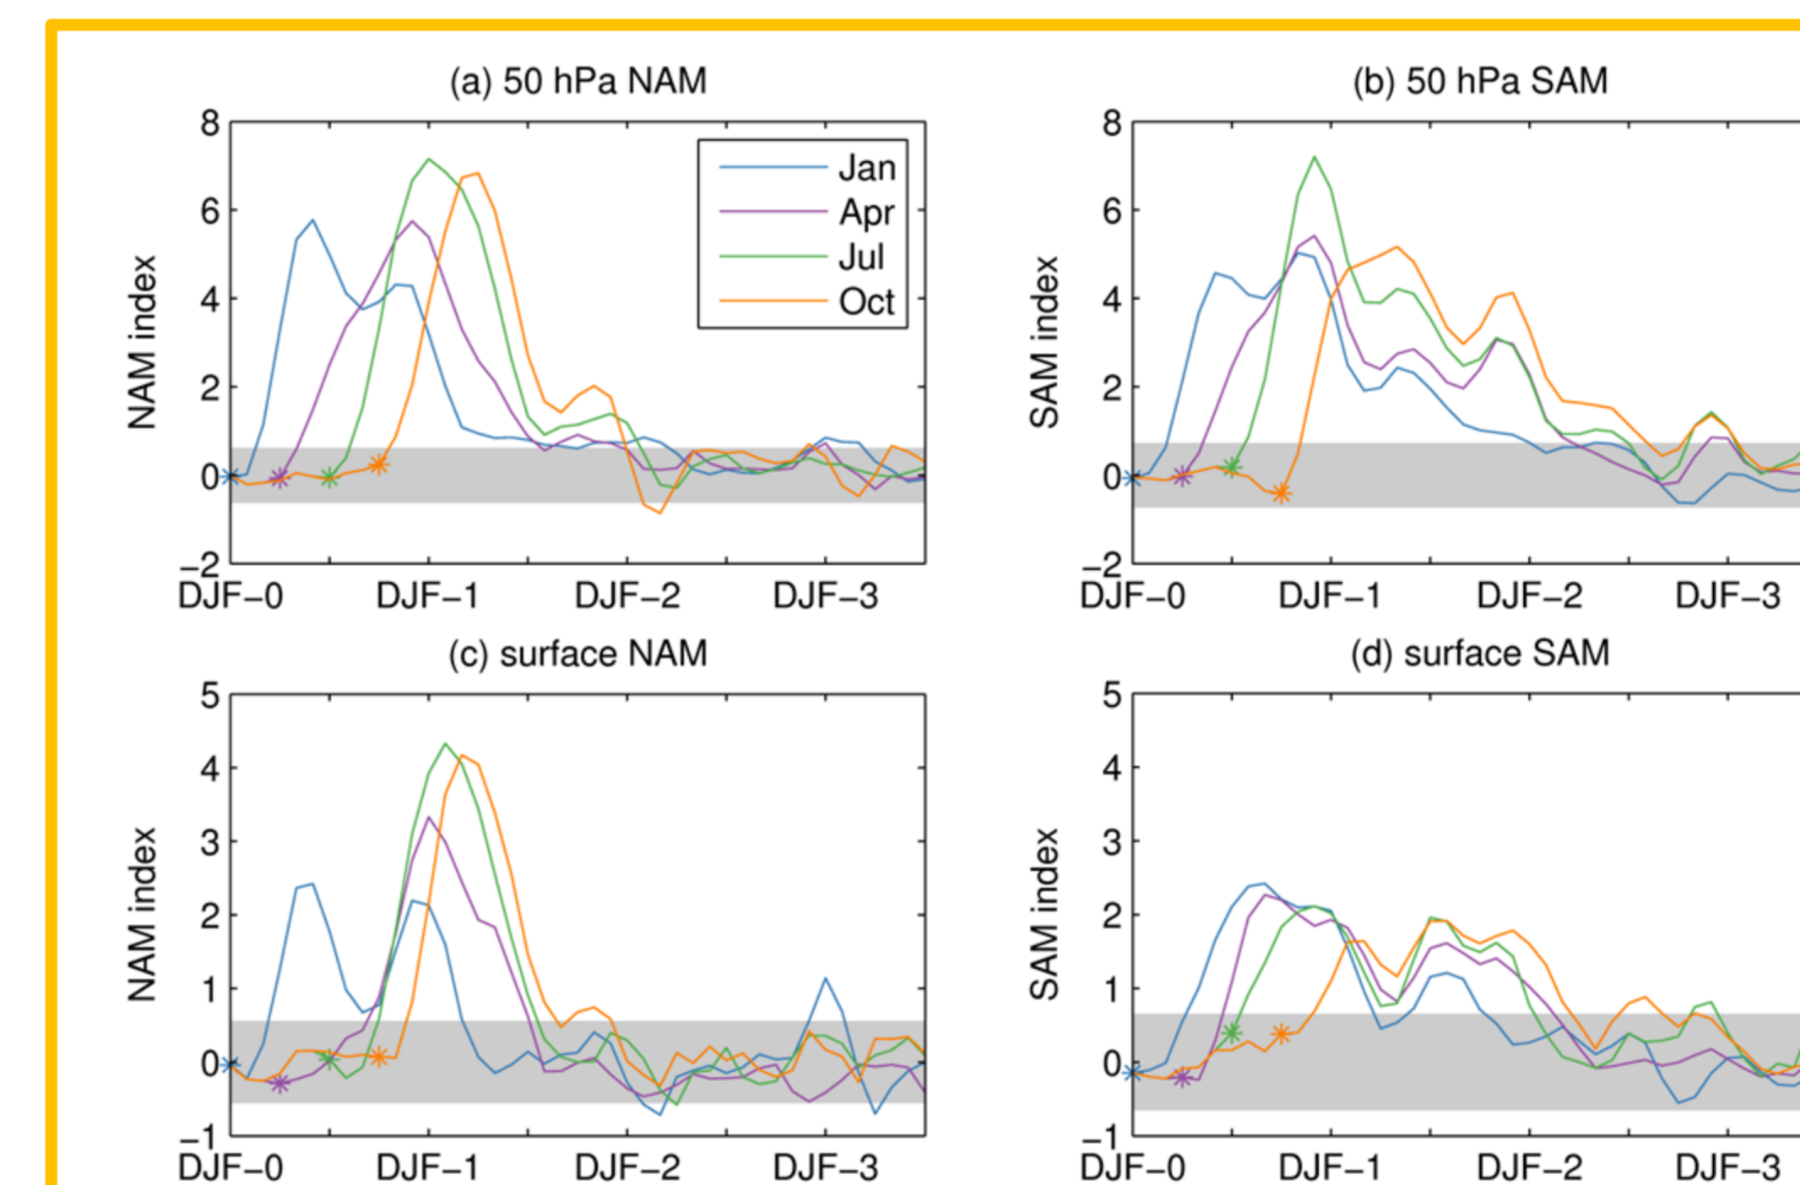 (a) 50 hPa NAM
8
6
4
2
0
−2
NAM index
Jan
Apr
Jul
Oct
DJF−0 DJF−1 DJF−2 DJF−3
(b) 50 hPa SAM
8
6
4
2
0
−2
SAM index
DJF−0 DJF−1 DJF−2 DJF−3
(c) surface NAM
5
4
3
2
1
0
−1
NAM index
DJF−0 DJF−1 DJF−2 DJF−3
(d) surface SAM
5
4
3
2
1
0
−1
SAM index
DJF−0 DJF−1 DJF−2 DJF−3